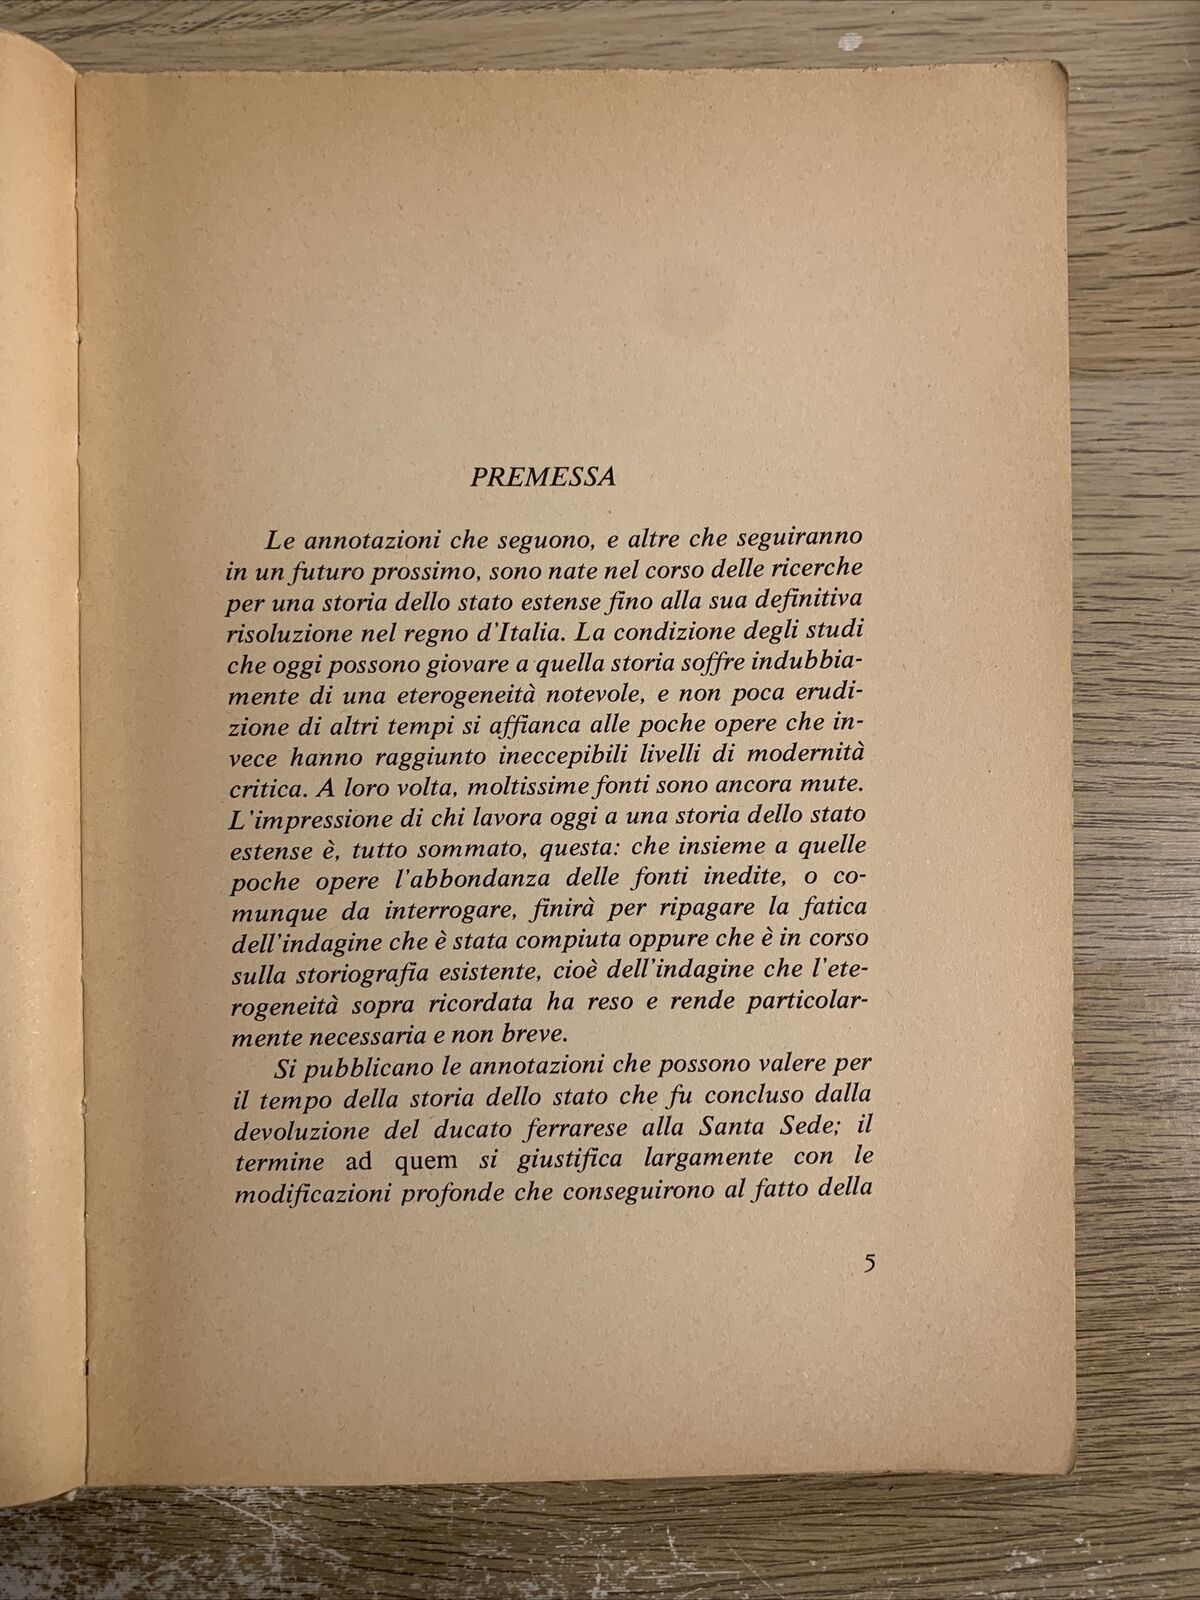 PREMESSA
Le annotazioni che seguono, e altre che seguiranno
in un futuro prossimo, sono nate nel corso delle ricerche
per una storia dello stato estense fino alla sua definitiva
risoluzione nel regno d'Italia. La condizione degli studi
che oggi possono giovare a quella storia soffre indubbia-
mente di una eterogeneità notevole, e non poca erudi-
zione di altri tempi si affianca alle poche opere che in-
vece hanno raggiunto ineccepibili livelli di modernità
critica. A loro volta, moltissime fonti sono ancora mute.
L'impressione di chi lavora oggi a una storia dello stato
estense è, tutto sommato, questa: che insieme a quelle
poche opere l'abbondanza delle fonti inedite, o co-
munque da interrogare, finirà per ripagare la fatica
dell'indagine che è stata compiuta oppure che è in corso
sulla storiografia esistente, cioè dell'indagine che l'ete-
rogeneità sopra ricordata ha reso e rende particolar-
mente necessaria e non breve.
Si pubblicano le annotazioni che possono valere per
il tempo della storia dello stato che fu concluso dalla
devoluzione del ducato ferrarese alla Santa Sede; il
termine ad quem si giustifica largamente con le
modificazioni profonde che conseguirono al fatto della
5